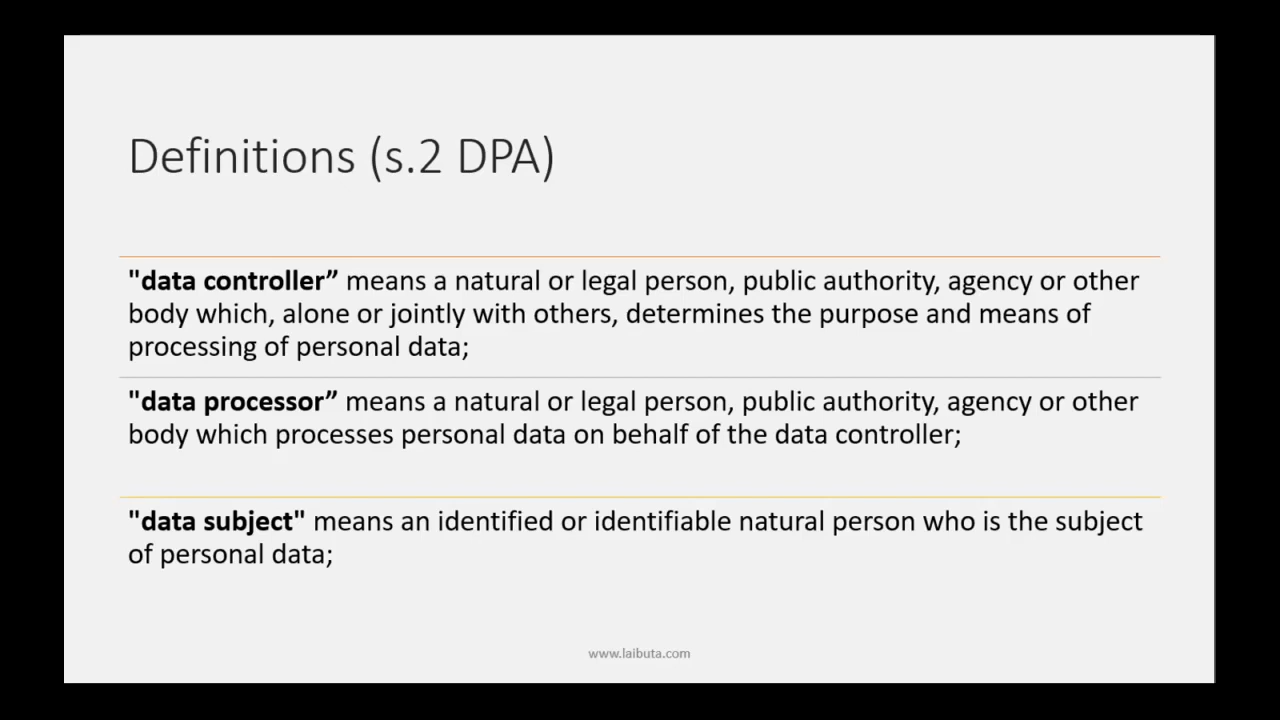 Definitions (s.2 DPA)
"data controller” means a natural or legal person, public authority, agency or other
body which, alone or jointly with others, determines the purpose and means of
processing of personal data;
"data processor” means a natural or legal person, public authority, agency or other
body which processes personal data on behalf of the data controller;
"data subject" means an identified or identifiable natural person who is the subject
of personal data;
www.laibuta.com